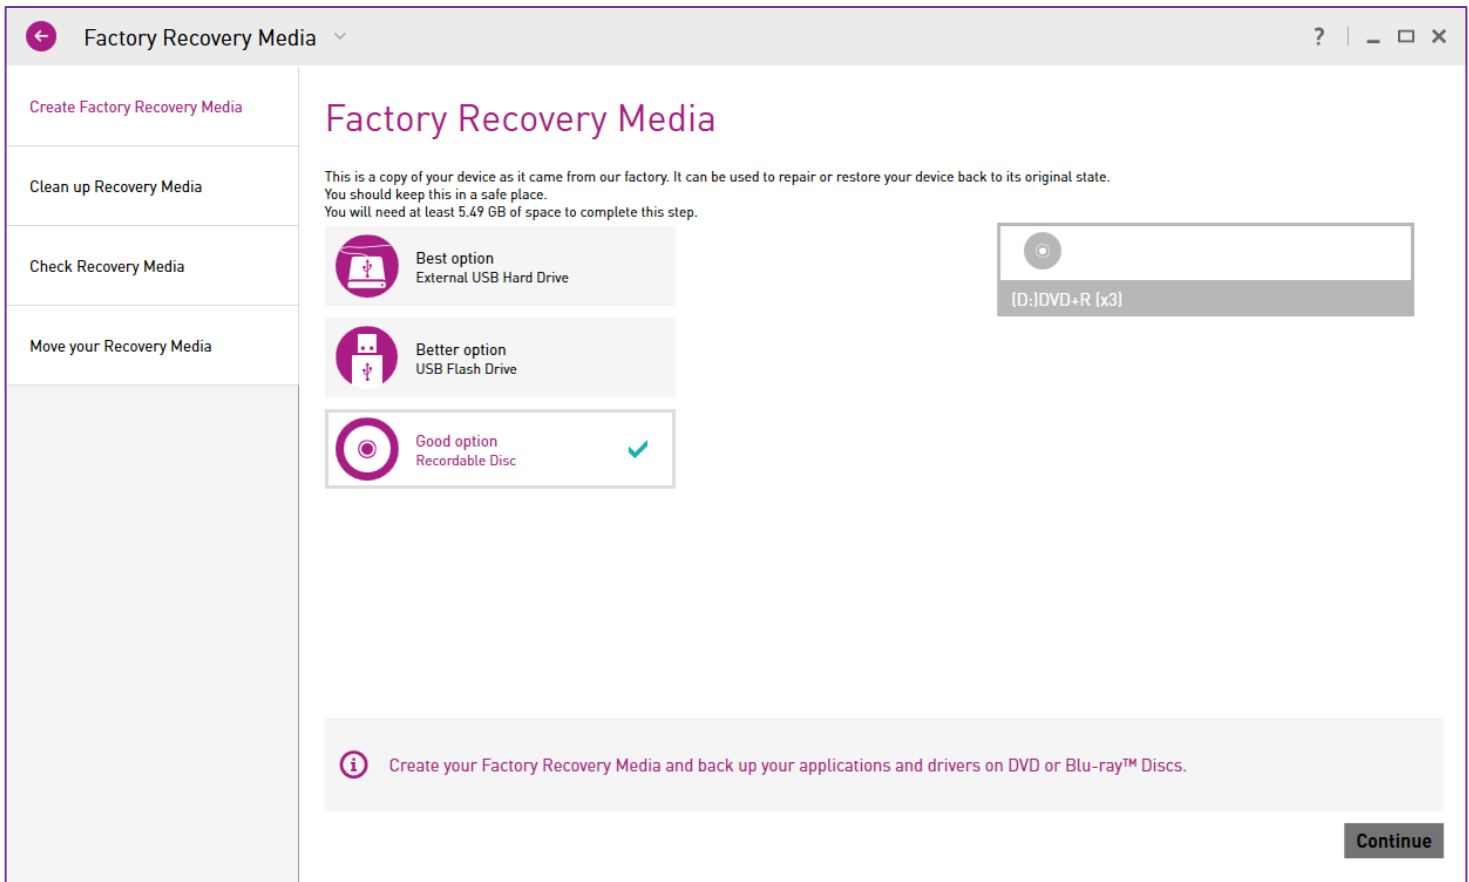 Factory Recovery Media
?
Create Factory Recovery Media
Clean up Recovery Media
Check Recovery Media
Move your Recovery Media
Factory Recovery Media
This is a copy of your device as it came from our factory. It can be used to repair or restore your device back to its original state.
You should keep this in a safe place.
You will need at least 5.49 GB of space to complete this step.
Best option
External USB Hard Drive
Better option
USB Flash Drive
Good option
Recordable Disc
(D:)DVD+R (x3)
Create your Factory Recovery Media and back up your applications and drivers on DVD or Blu-ray™ Discs.
Continue